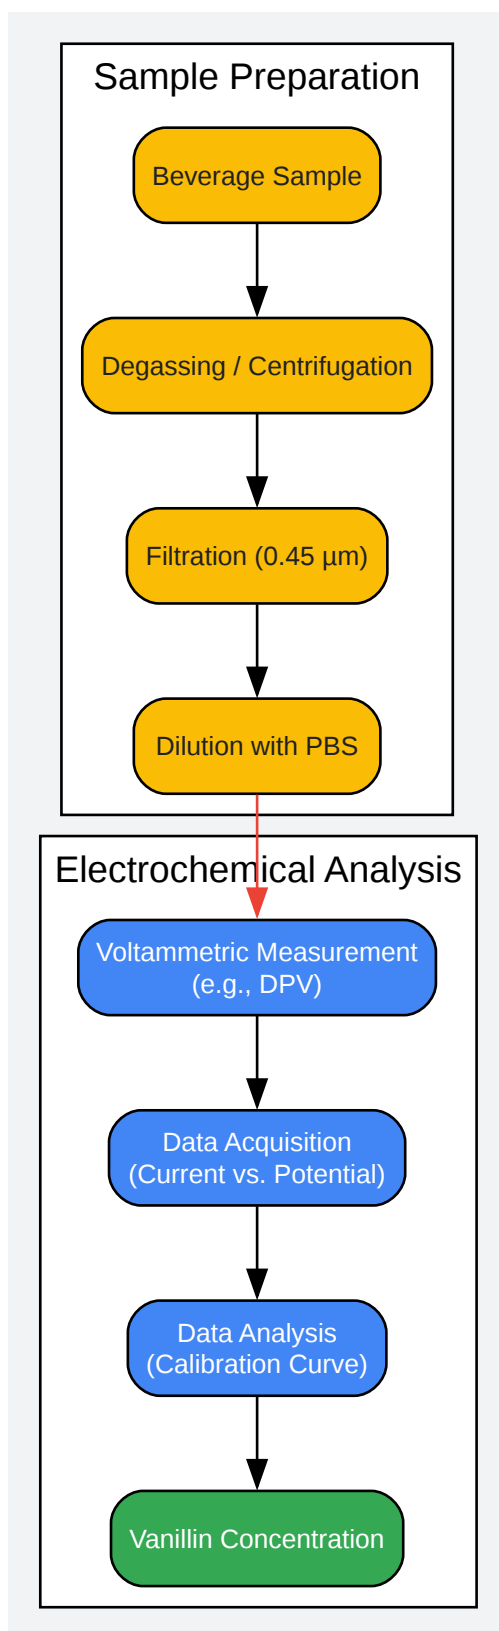 Sample Preparation
Beverage Sample
Degassing / Centrifugation
Filtration (0.45 µm)
Dilution with PBS
Electrochemical Analysis
Voltammetric Measurement
(e.g., DPV)
Data Acquisition
(Current vs. Potential)
Data Analysis
(Calibration Curve)
Vanillin Concentration